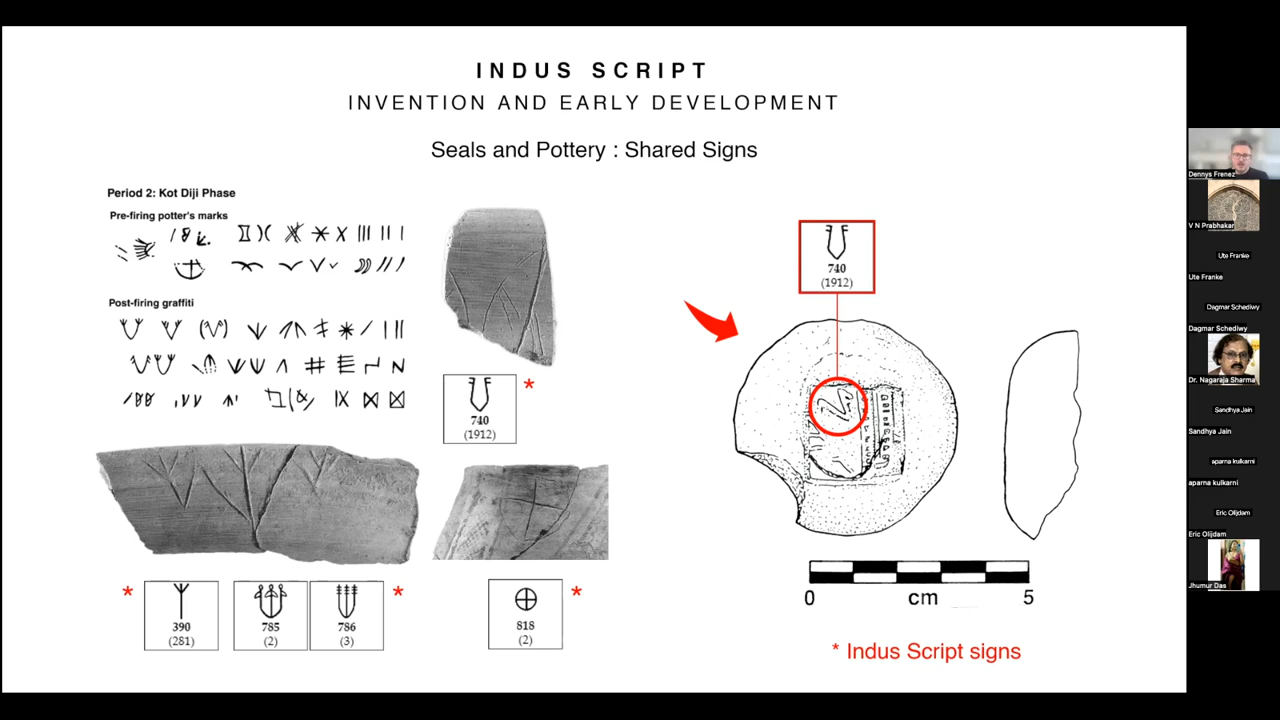 INDUS SCRIPT
INVENTION AND EARLY DEVELOPMENT
Seals and Pottery : Shared Signs
Period 2: Kot Diji Phase
Pre-firing potter's marks
Post-firing graffiti
740
(1912)
*
740
(1912)
*
390
(281)
785
(2)
786
(3)
*
818
(2)
*
0 cm 5
* Indus Script signs
Dennys Frenez
V N Prabhakar
Ute Franke
Ute Franke
Dagmar Schediwy
Dagmar Schediwy
Dr. Nagaraja Sharma
Sandhya Jain
Sandhya Jain
aparna kulkarni
aparna kulkarni
Eric Olijdam
Eric Olijdam
Jhumur Das